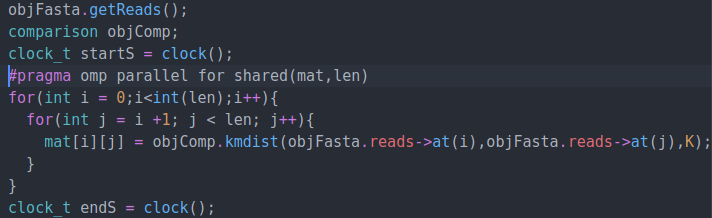 objFasta.getReads();
comparison objComp;
clock_t startS = clock();
#pragma omp parallel for shared(mat,len)
for(int i = 0;i<int(len);i++){
  for(int j = i +1; j < len; j++){
    mat[i][j] = objComp.kmdist(objFasta.reads->at(i),objFasta.reads->at(j),K);
  }
}
clock_t endS = clock();